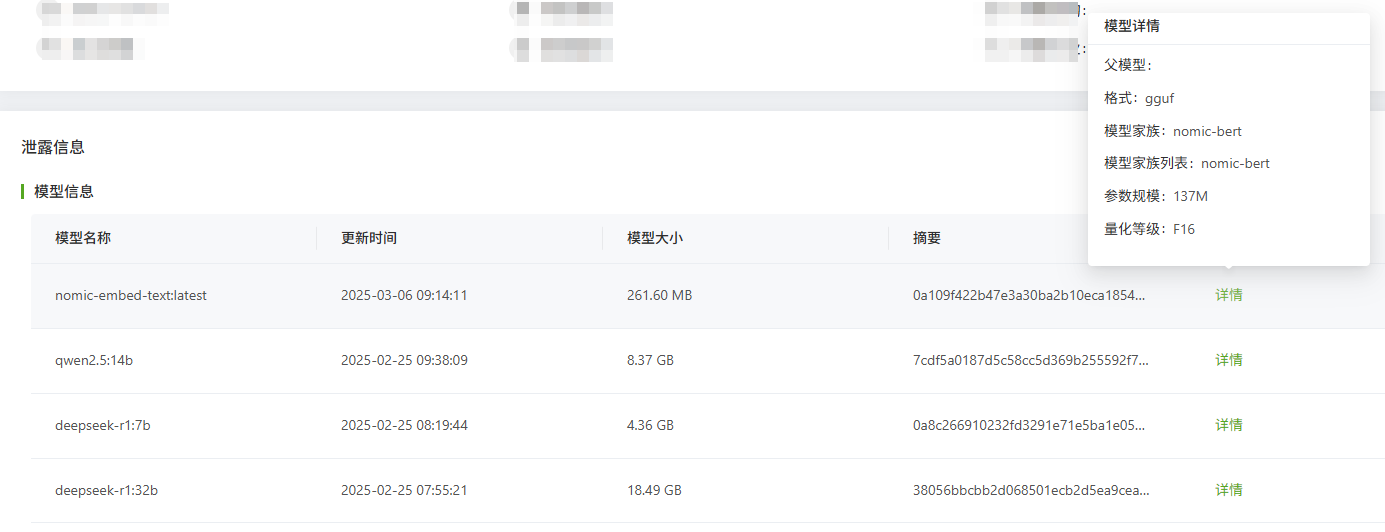 模型详情
父模型：
格式：gguf
模型家族：nomic-bert
模型家族列表：nomic-bert
参数规模：137M
量化等级：F16
泄露信息
模型信息
模型名称 更新时间 模型大小 摘要
nomic-embed-text:latest 2025-03-06 09:14:11 261.60 MB 0a109f422b47e3a30ba2b10eca1854... 详情
qwen2.5:14b 2025-02-25 09:38:09 8.37 GB 7cdf5a0187d5c58cc5d369b255592f7... 详情
deepseek-r1:7b 2025-02-25 08:19:44 4.36 GB 0a8c266910232fd3291e71e5ba1e05... 详情
deepseek-r1:32b 2025-02-25 07:55:21 18.49 GB 38056bbcbb2d068501ecb2d5ea9cea... 详情